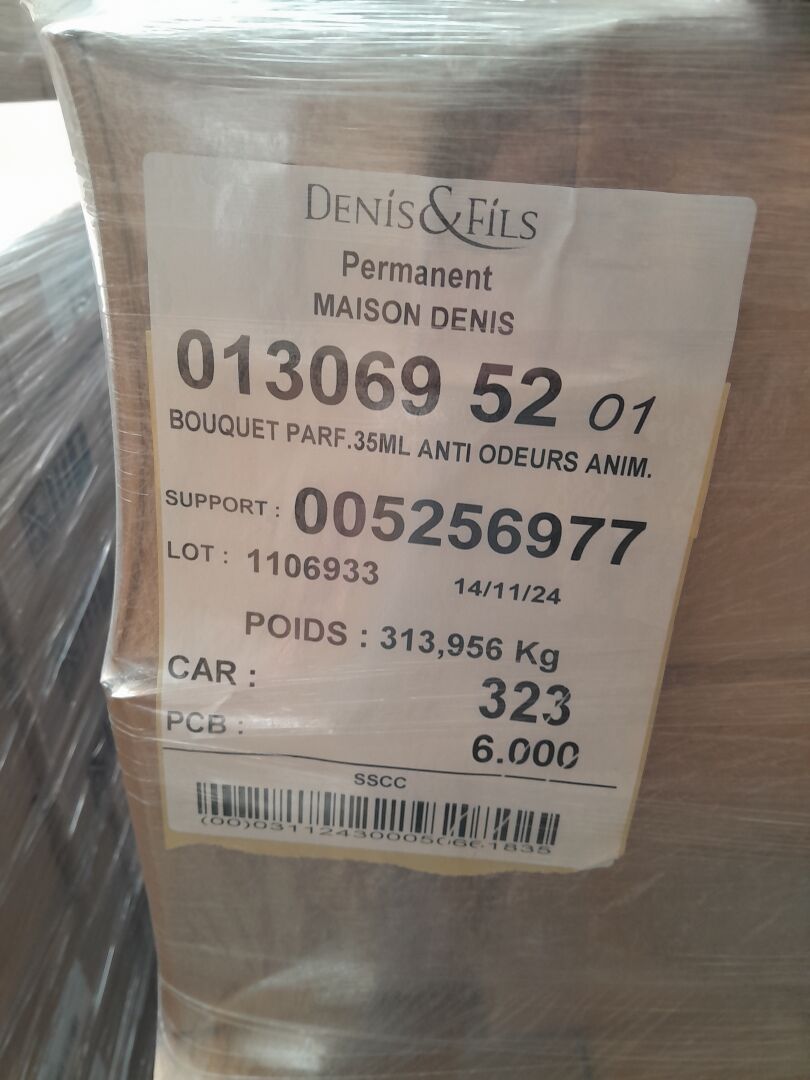 DENIS&FILS
Permanent
MAISON DENIS
013069 52 01
BOUQUET PARF.35ML ANTI ODEURS ANIM.
SUPPORT : 005256977
LOT : 1106933 14/11/24
POIDS : 313,956 Kg
CAR : 323
PCB : 6.000
SSCC